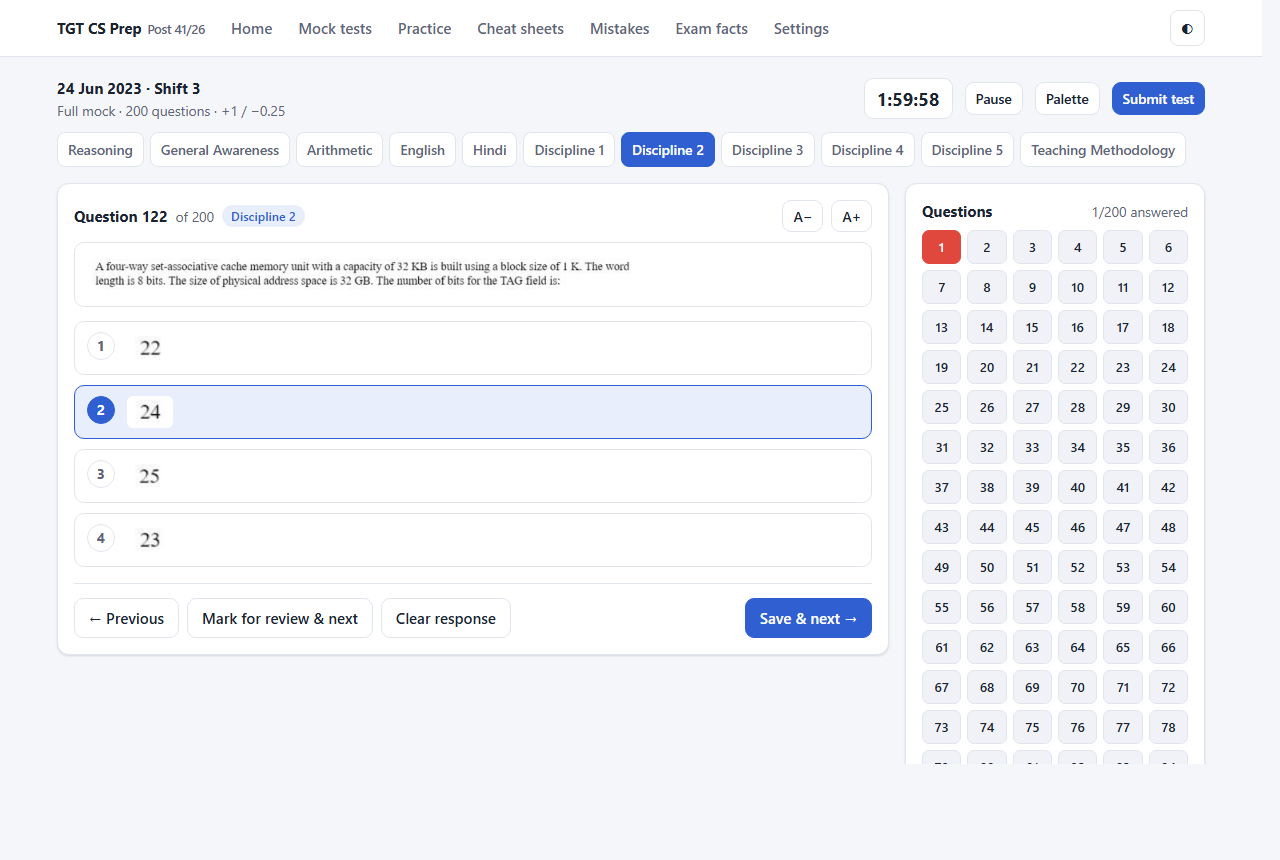 TGT CS Prep Post 41/26 Home Mock tests Practice Cheat sheets Mistakes Exam facts Settings
24 Jun 2023 · Shift 3
Full mock · 200 questions · +1 / −0.25
1:59:58 Pause Palette Submit test
Reasoning General Awareness Arithmetic English Hindi Discipline 1 Discipline 2 Discipline 3 Discipline 4 Discipline 5 Teaching Methodology
Question 122 of 200 Discipline 2 A− A+
A four-way set-associative cache memory unit with a capacity of 32 KB is built using a block size of 1 K. The word
length is 8 bits. The size of physical address space is 32 GB. The number of bits for the TAG field is:
1 22
2 24
3 25
4 23
← Previous Mark for review & next Clear response Save & next →
Questions 1/200 answered
1 2 3 4 5 6
7 8 9 10 11 12
13 14 15 16 17 18
19 20 21 22 23 24
25 26 27 28 29 30
31 32 33 34 35 36
37 38 39 40 41 42
43 44 45 46 47 48
49 50 51 52 53 54
55 56 57 58 59 60
61 62 63 64 65 66
67 68 69 70 71 72
73 74 75 76 77 78